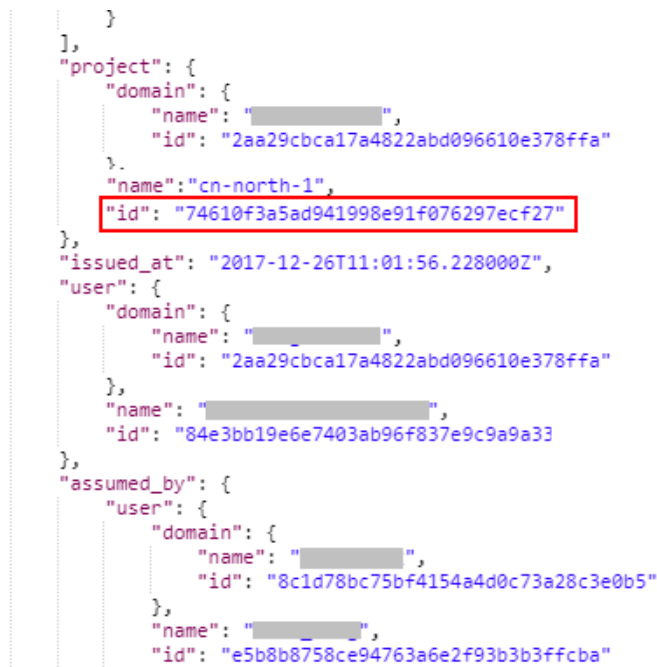 }
],
"project": {
"domain": {
"name": "",
"id": "2aa29cbca17a4822abd096610e378ffa"
},
"name":"cn-north-1",
"id": "74610f3a5ad941998e91f076297ecf27"
},
"issued_at": "2017-12-26T11:01:56.228000Z",
"user": {
"domain": {
"name": "",
"id": "2aa29cbca17a4822abd096610e378ffa"
},
"name": "",
"id": "84e3bb19e6e7403ab96f837e9c9a9a33
},
"assumed_by": {
"user": {
"domain": {
"name": "",
"id": "8c1d78bc75bf4154a4d0c73a28c3e0b5"
},
"name": "",
"id": "e5b8b8758ce94763a6e2f93b3b3ffcba"